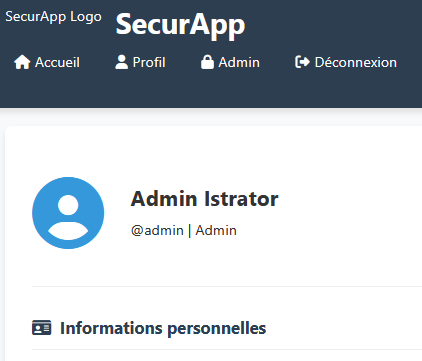 SecurApp Logo SecurApp
Accueil Profil Admin Déconnexion
Admin Istrator
@admin | Admin
Informations personnelles